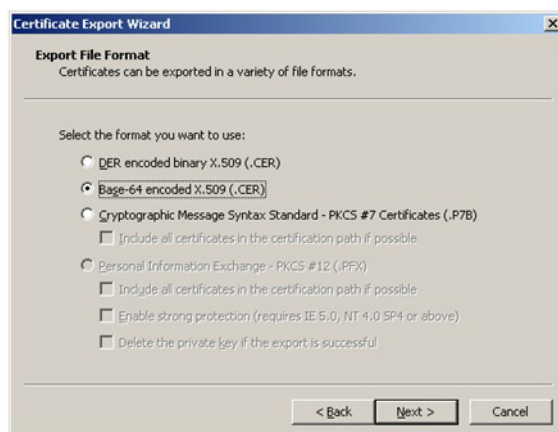 Certificate Export Wizard
Export File Format
Certificates can be exported in a variety of file formats.
Select the format you want to use:
DER encoded binary X.509 (.CER)
Base-64 encoded X.509 (.CER)
Cryptographic Message Syntax Standard - PKCS #7 Certificates (.P7B)
Include all certificates in the certification path if possible
Personal Information Exchange - PKCS #12 (.PFX)
Include all certificates in the certification path if possible
Enable strong protection (requires IE 5.0, NT 4.0 SP4 or above)
Delete the private key if the export is successful
< Back Next > Cancel